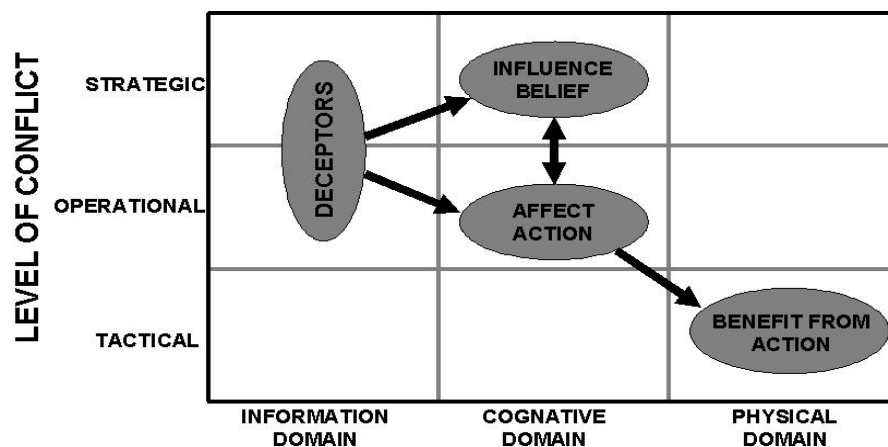 LEVEL OF CONFLICT
STRATEGIC
OPERATIONAL
TACTICAL
DECEPTORS
INFLUENCE
BELIEF
AFFECT
ACTION
BENEFIT FROM
ACTION
INFORMATION
DOMAIN
COGNATIVE
DOMAIN
PHYSICAL
DOMAIN